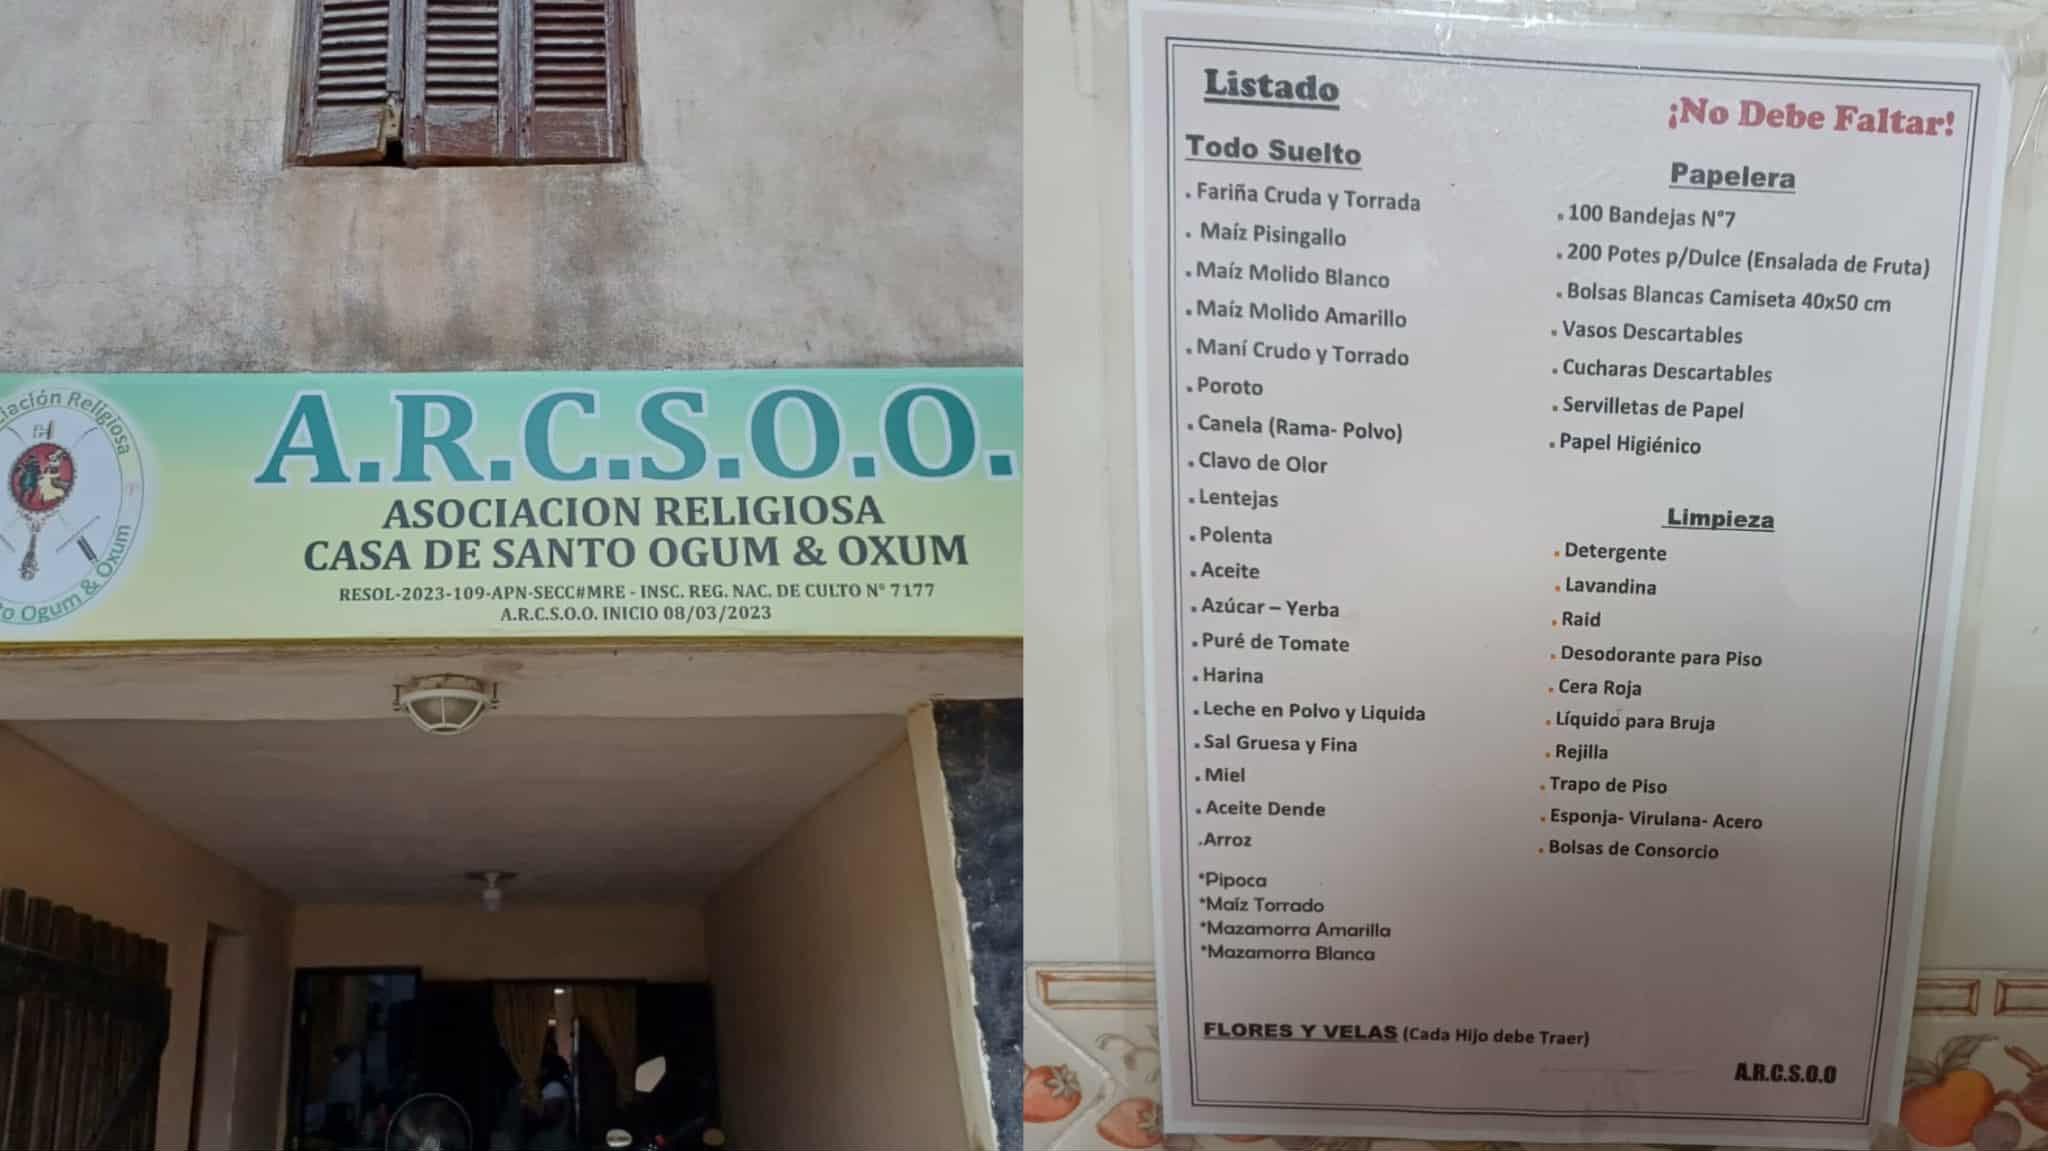 A.R.C.S.O.O.
ASOCIACION RELIGIOSA
CASA DE SANTO OGUM & OXUM
RESOL-2023-109-APN-SECC#MRE - INSC. REG. NAC. DE CULTO N° 7177
A.R.C.S.O.O. INICIO 08/03/2023
Religiosa
Ogum & Oxum
Listado
¡No Debe Faltar!
Todo Suelto
. Fariña Cruda y Torrada
. Maíz Pisingallo
. Maíz Molido Blanco
. Maíz Molido Amarillo
. Maní Crudo y Torrado
. Poroto
. Canela (Rama- Polvo)
. Clavo de Olor
. Lentejas
. Polenta
. Aceite
. Azúcar – Yerba
. Puré de Tomate
. Harina
. Leche en Polvo y Liquida
. Sal Gruesa y Fina
. Miel
. Aceite Dende
.Arroz
*Pipoca
*Maíz Torrado
*Mazamorra Amarilla
*Mazamorra Blanca
Papelera
. 100 Bandejas N°7
. 200 Potes p/Dulce (Ensalada de Fruta)
. Bolsas Blancas Camiseta 40x50 cm
. Vasos Descartables
. Cucharas Descartables
. Servilletas de Papel
. Papel Higiénico
Limpieza
. Detergente
. Lavandina
. Raid
. Desodorante para Piso
. Cera Roja
. Líquido para Bruja
. Rejilla
. Trapo de Piso
. Esponja- Virulana- Acero
. Bolsas de Consorcio
FLORES Y VELAS (Cada Hijo debe Traer)
A.R.C.S.O.O